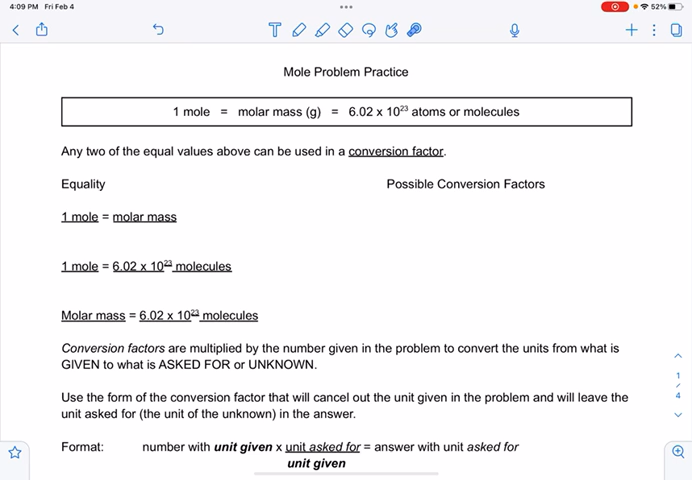 4:09 PM Fri Feb 4
52%
T
Mole Problem Practice
1 mole = molar mass (g) = 6.02 x 10²³ atoms or molecules
Any two of the equal values above can be used in a conversion factor.
Equality Possible Conversion Factors
1 mole = molar mass
1 mole = 6.02 x 10²³ molecules
Molar mass = 6.02 x 10²³ molecules
Conversion factors are multiplied by the number given in the problem to convert the units from what is
GIVEN to what is ASKED FOR or UNKNOWN.
1
/
4
Use the form of the conversion factor that will cancel out the unit given in the problem and will leave the
unit asked for (the unit of the unknown) in the answer.
Format: number with unit given x unit asked for = answer with unit asked for
unit given